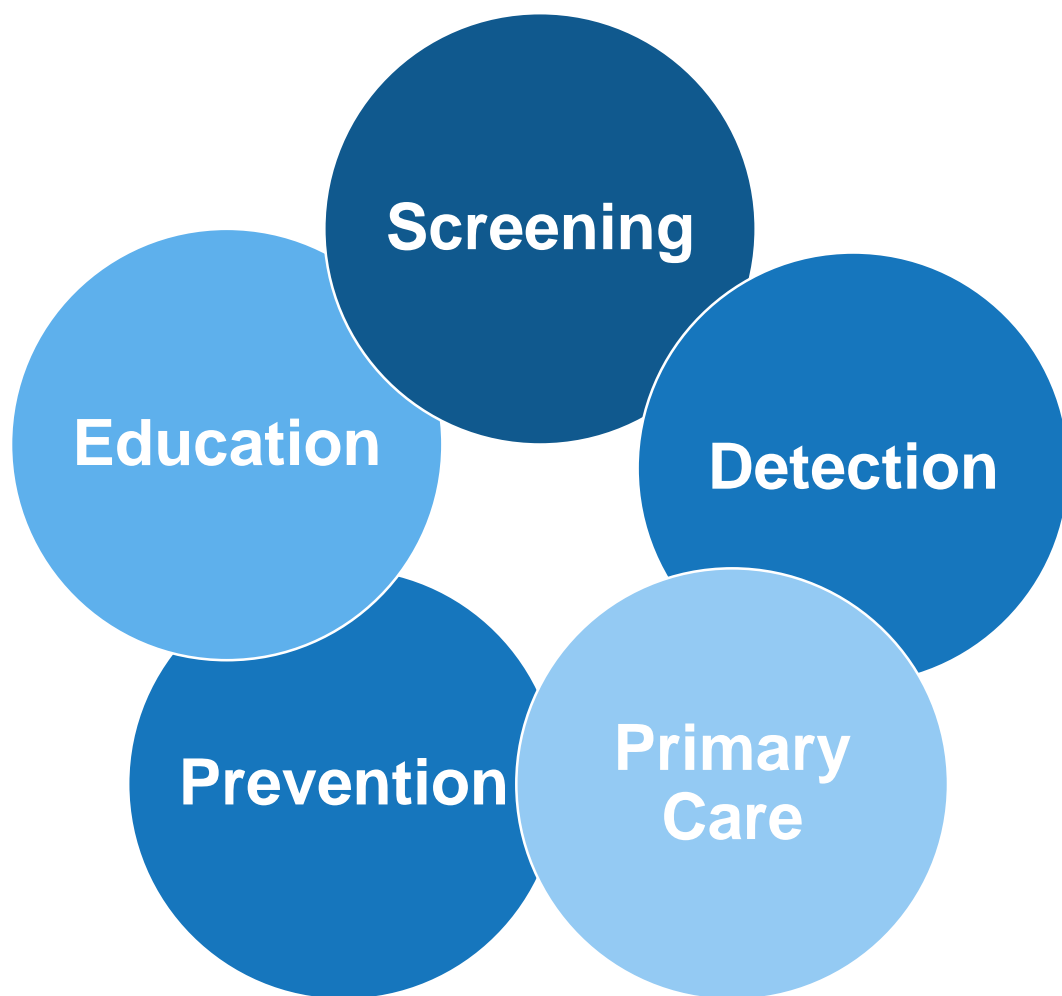 Screening
Education
Detection
Prevention
Primary
Care